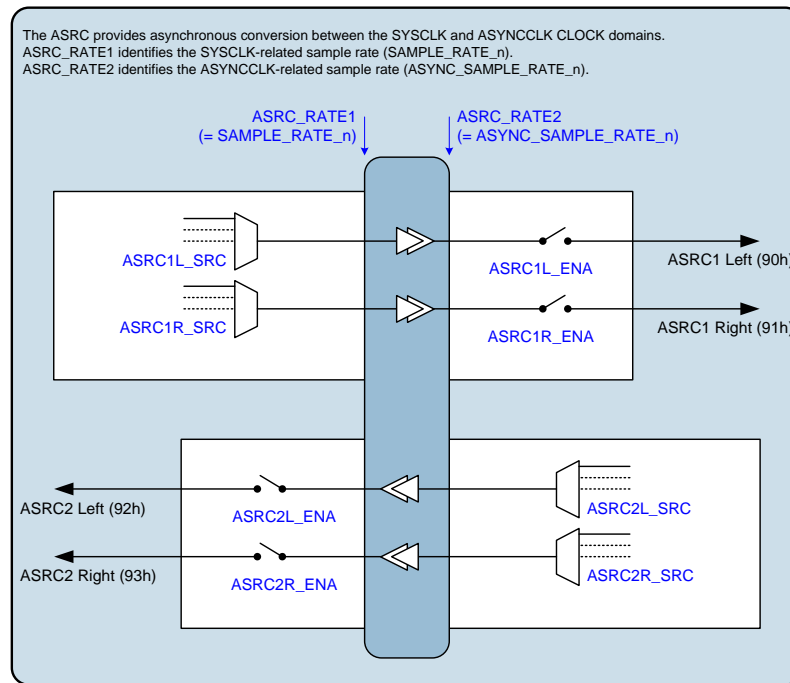 The ASRC provides asynchronous conversion between the SYSCLK and ASYNCCLK CLOCK domains.
ASRC_RATE1 identifies the SYSCLK-related sample rate (SAMPLE_RATE_n).
ASRC_RATE2 identifies the ASYNCCLK-related sample rate (ASYNC_SAMPLE_RATE_n).
ASRC_RATE1
(= SAMPLE_RATE_n)
ASRC_RATE2
(= ASYNC_SAMPLE_RATE_n)
ASRC1L_SRC
ASRC1L_ENA
ASRC1 Left (90h)
ASRC1R_SRC
ASRC1R_ENA
ASRC1 Right (91h)
ASRC2 Left (92h)
ASRC2L_ENA
ASRC2L_SRC
ASRC2 Right (93h)
ASRC2R_ENA
ASRC2R_SRC